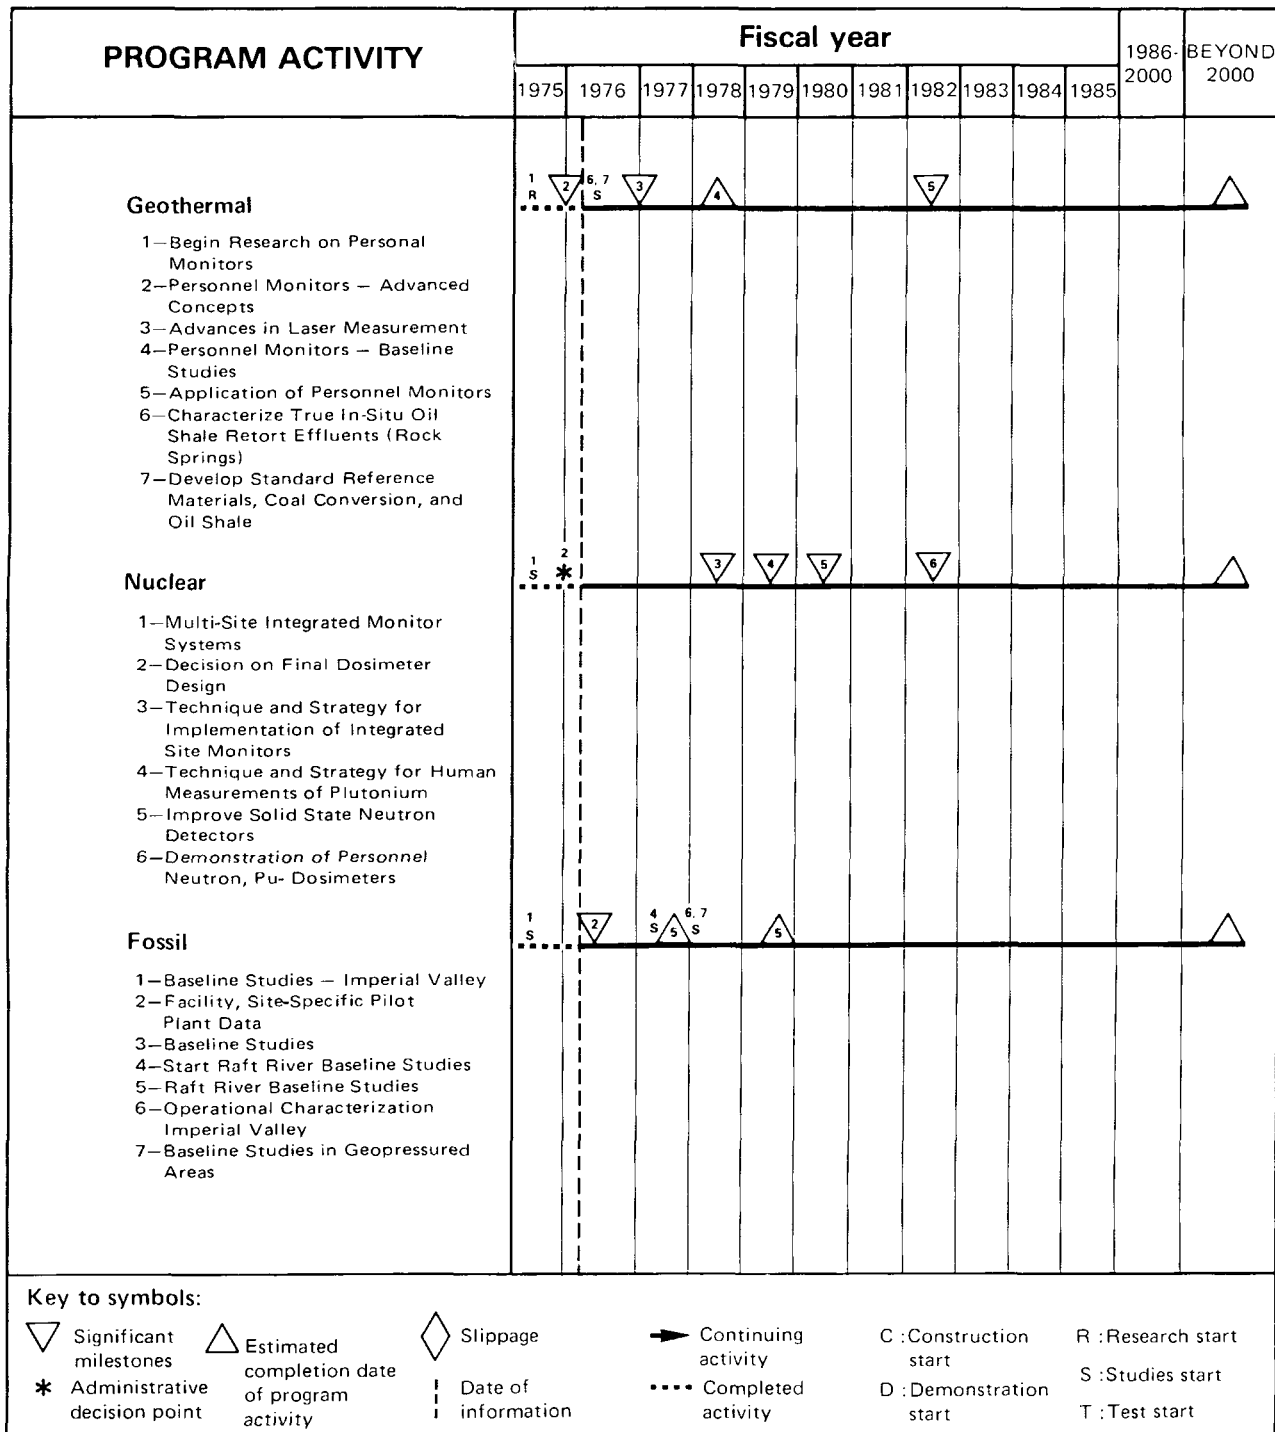 PROGRAM ACTIVITY
Fiscal year
1986-
2000
BEYOND
2000
1975 1976 1977 1978 1979 1980 1981 1982 1983 1984 1985
1
R
2
6, 7
S
3
4
5
Geothermal
1—Begin Research on Personal
Monitors
2—Personnel Monitors — Advanced
Concepts
3—Advances in Laser Measurement
4—Personnel Monitors — Baseline
Studies
5—Application of Personnel Monitors
6—Characterize True In-Situ Oil
Shale Retort Effluents (Rock
Springs)
7—Develop Standard Reference
Materials, Coal Conversion, and
Oil Shale
1
S
2
*
3
4
5
6
Nuclear
1—Multi-Site Integrated Monitor
Systems
2—Decision on Final Dosimeter
Design
3—Technique and Strategy for
Implementation of Integrated
Site Monitors
4—Technique and Strategy for Human
Measurements of Plutonium
5—Improve Solid State Neutron
Detectors
6—Demonstration of Personnel
Neutron, Pu- Dosimeters
1
S
2
4
S
5
6, 7
S
5
Fossil
1—Baseline Studies — Imperial Valley
2—Facility, Site-Specific Pilot
Plant Data
3—Baseline Studies
4—Start Raft River Baseline Studies
5—Raft River Baseline Studies
6—Operational Characterization
Imperial Valley
7—Baseline Studies in Geopressured
Areas
Key to symbols:
Significant
milestones
* Administrative
decision point
Estimated
completion date
of program
activity
Slippage
Date of
information
Continuing
activity
Completed
activity
C :Construction
start
D :Demonstration
start
R :Research start
S :Studies start
T :Test start